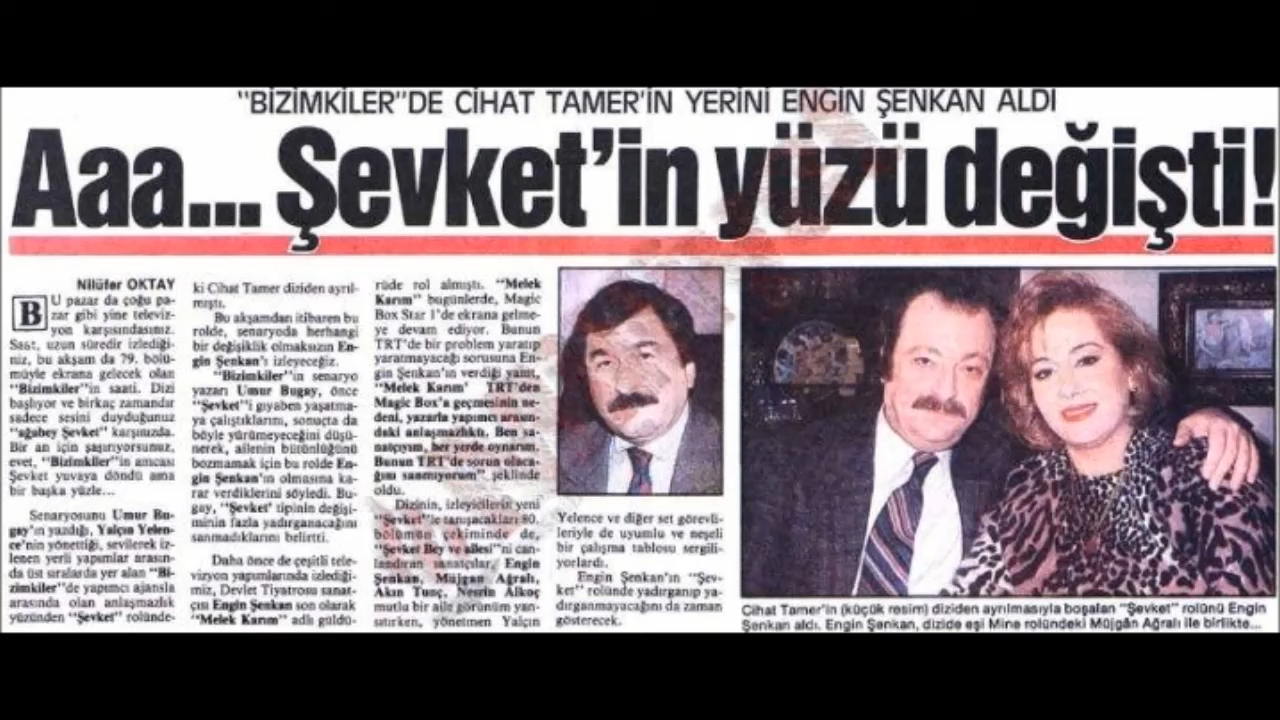 "BİZİMKİLER"DE CİHAT TAMER'İN YERİNİ ENGİN ŞENKAN ALDI
Aaa... Şevket'in yüzü değişti!
Nilüfer OKTAY
BU pazar da çoğu pa-
zar gibi yine televiz-
yon karşısındasınız.
Saat, uzun süredir izlediği-
niz, bu akşam da 79. bölü-
müyle ekrana gelecek olan
"Bizimkiler"in saati. Dizi
başlıyor ve birkaç zamandır
sadece sesini duyduğunuz
"ağabey Şevket" karşınızda.
Bir an için şaşırıyorsunuz,
evet, "Bizimkiler"in amcası
Şevket yuvaya döndü ama
bir başka yüzle...
Senaryosunu Umur Bu-
gay'ın yazdığı, Yalçın Yelen-
ce'nin yönettiği, sevilerek iz-
lenen yerli yapımlar arasın-
da üst sıralarda yer alan "Bi-
zimkiler"de yapımcı ajansla
arasında olan anlaşmazlık
yüzünden "Şevket" rolünde-
ki Cihat Tamer diziden ayrıl-
mıştı.
Bu akşamdan itibaren bu
rolde, senaryoda herhangi
bir değişiklik olmaksızın En-
gin Şenkan'ı izleyeceğiz.
"Bizimkiler"in senaryo
yazarı Umur Bugay, önce
"Şevket"i gıyaben yaşatma-
ya çalıştıklarını, sonuçta da
böyle yürümeyeceğini düşü-
nerek, ailenin bütünlüğünü
bozmamak için bu rolde En-
gin Şenkan'ın olmasına ka-
rar verdiklerini söyledi. Bu-
gay, "Şevket' tipinin değişi-
minin fazla yadırganacağını
sanmadıklarını belirtti.
Daha önce de çeşitli tele-
vizyon yapımlarında izlediği-
miz, Devlet Tiyatrosu sanat-
çısı Engin Şenkan son olarak
"Melek Karım" adlı güldü-
rüde rol almıştı. "Melek
Karım" bugünlerde, Magic
Box Star 1'de ekrana gelme-
ye devam ediyor. Bunun
TRT'de bir problem yaratıp
yaratmayacağı sorusuna En-
gin Şenkan'ın verdiği yanıt,
"Melek Karım' TRT'den
Magic Box'a geçmesinin ne-
deni, yazarla yapımcı arasın-
daki anlaşmazlıktı. Ben sa-
natçıyım, her yerde oynarım.
Bunun TRT'de sorun olaca-
ğını sanmıyorum" şeklinde
oldu.
Dizinin, izleyicilerin yeni
"Şevket"le tanışacakları 80.
bölümün çekiminde de,
"Şevket Bey ve ailesi"ni can-
landıran sanatçılar, Engin
Şenkan, Müjgan Ağralı,
Akın Tunç, Nesrin Alkoç
mutlu bir aile görünüm yan-
sıtırken, yönetmen Yalçın
Yelence ve diğer set görevli-
leriyle de uyumlu ve neşeli
bir çalışma tablosu sergili-
yorlardı.
Engin Şenkan'ın "Şev-
ket" rolünde yadırganıp ya-
dırganmayacağını da zaman
gösterecek.
Cihat Tamer'in (küçük resim) diziden ayrılmasıyla boşalan "Şevket" rolünü Engin
Şenkan aldı. Engin Şenkan, dizide eşi Mine rolündeki Müjgân Ağralı ile birlikte...